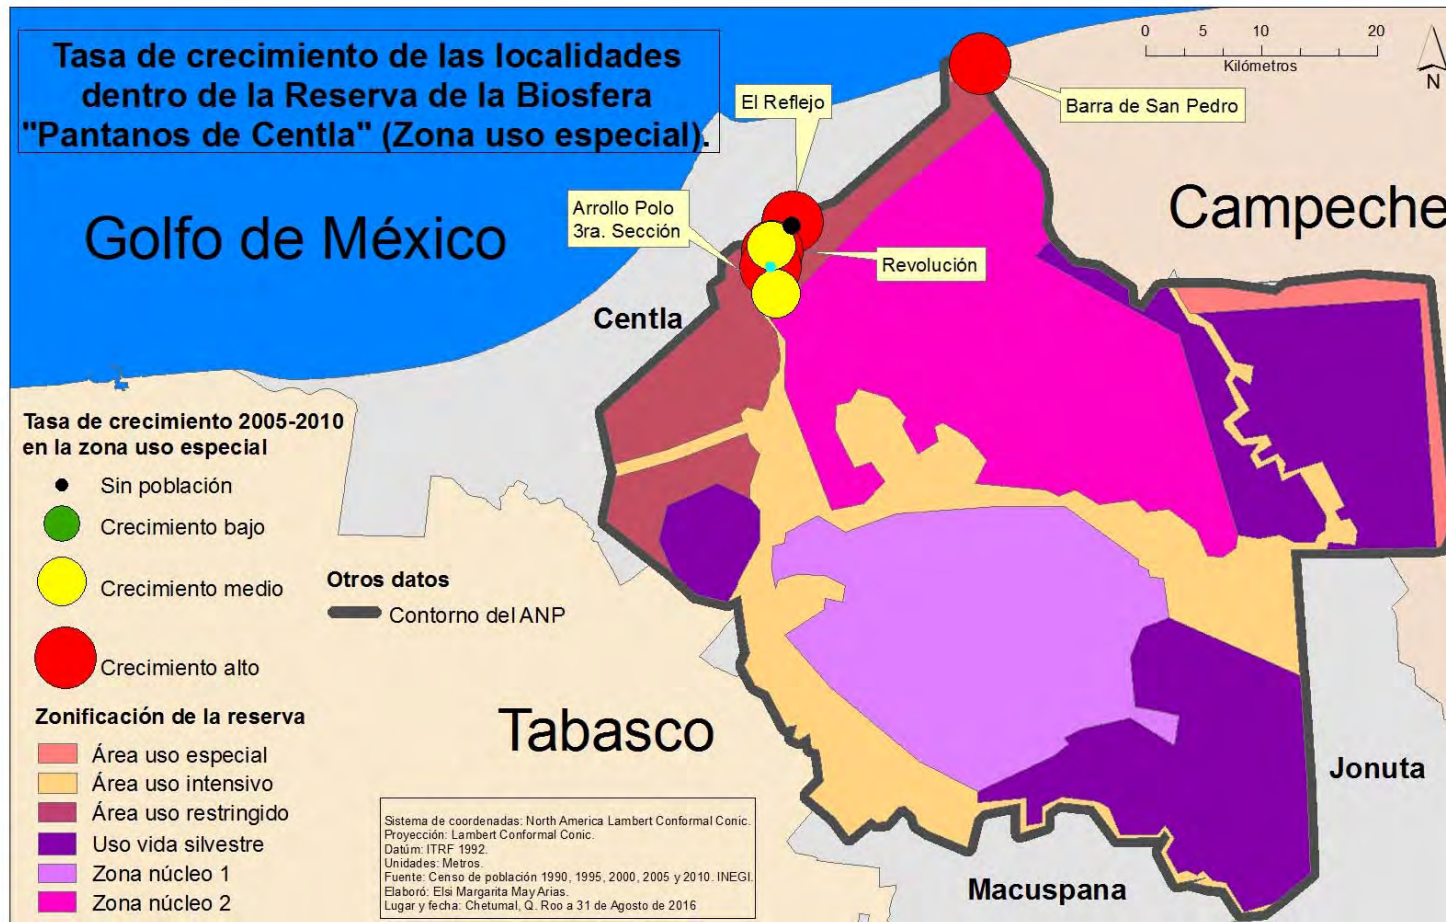 Tasa de crecimiento de las localidades
dentro de la Reserva de la Biosfera
"Pantanos de Centla" (Zona uso especial).
0 5 10 20
Kilómetros
N
El Reflejo
Barra de San Pedro
Campeche
Arrollo Polo
3ra. Sección
Golfo de México
Revolución
Centla
Tasa de crecimiento 2005-2010
en la zona uso especial
Sin población
Crecimiento bajo
Crecimiento medio
Crecimiento alto
Otros datos
Contorno del ANP
Zonificación de la reserva
Área uso especial
Área uso intensivo
Área uso restringido
Uso vida silvestre
Zona núcleo 1
Zona núcleo 2
Tabasco
Jonuta
Macuspana
Sistema de coordenadas: North America Lambert Conformal Conic.
Proyección: Lambert Conformal Conic.
Datúm: ITRF 1992.
Unidades: Metros.
Fuente: Censo de población 1990, 1995, 2000, 2005 y 2010. INEGI.
Elaboró: Elsi Margarita May Arias.
Lugar y fecha: Chetumal, Q. Roo a 31 de Agosto de 2016